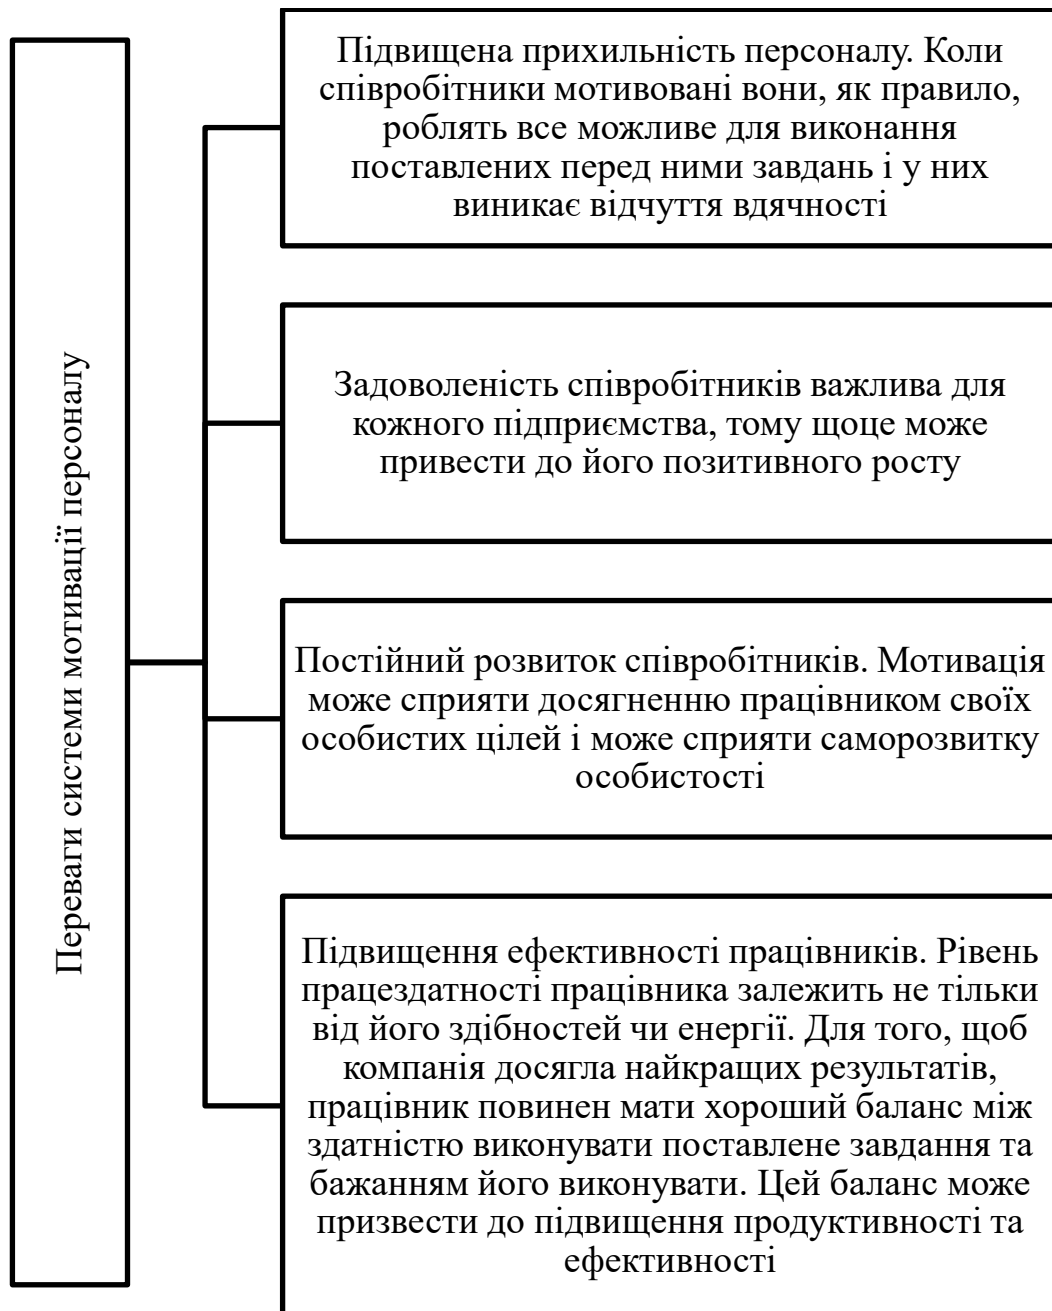 Переваги системи мотивації персоналу
Підвищена прихильність персоналу. Коли
співробітники мотивовані вони, як правило,
роблять все можливе для виконання
поставлених перед ними завдань і у них
виникає відчуття вдячності
Задоволеність співробітників важлива для
кожного підприємства, тому щоце може
привести до його позитивного росту
Постійний розвиток співробітників. Мотивація
може сприяти досягненню працівником своїх
особистих цілей і може сприяти саморозвитку
особистості
Підвищення ефективності працівників. Рівень
працездатності працівника залежить не тільки
від його здібностей чи енергії. Для того, щоб
компанія досягла найкращих результатів,
працівник повинен мати хороший баланс між
здатністю виконувати поставлене завдання та
бажанням його виконувати. Цей баланс може
призвести до підвищення продуктивності та
ефективності